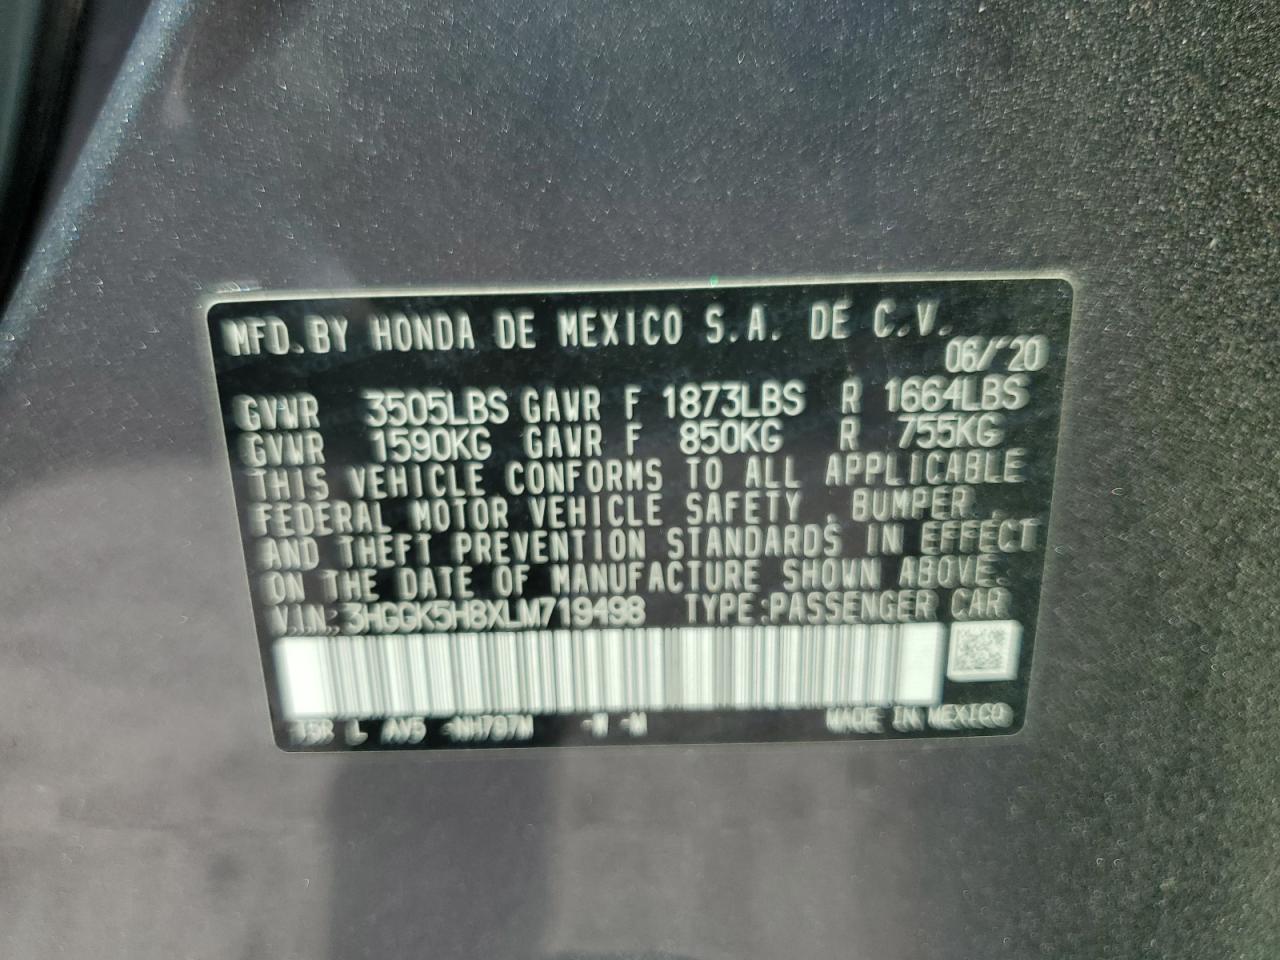 MFD.BY HONDA DE MEXICO S.A. DE C.V.
06/20
GVWR 3505LBS GAWR F 1873LBS R 1664LBS
GVWR 1590KG GAWR F 850KG R 755KG
THIS VEHICLE CONFORMS TO ALL APPLICABLE
FEDERAL MOTOR VEHICLE SAFETY, BUMPER,
AND THEFT PREVENTION STANDARDS IN EFFECT
ON THE DATE OF MANUFACTURE SHOWN ABOVE.
V.I.N.:3HGGK5H8XLM719498 TYPE:PASSENGER CAR
L AV5 NH797M MADE IN MEXICO